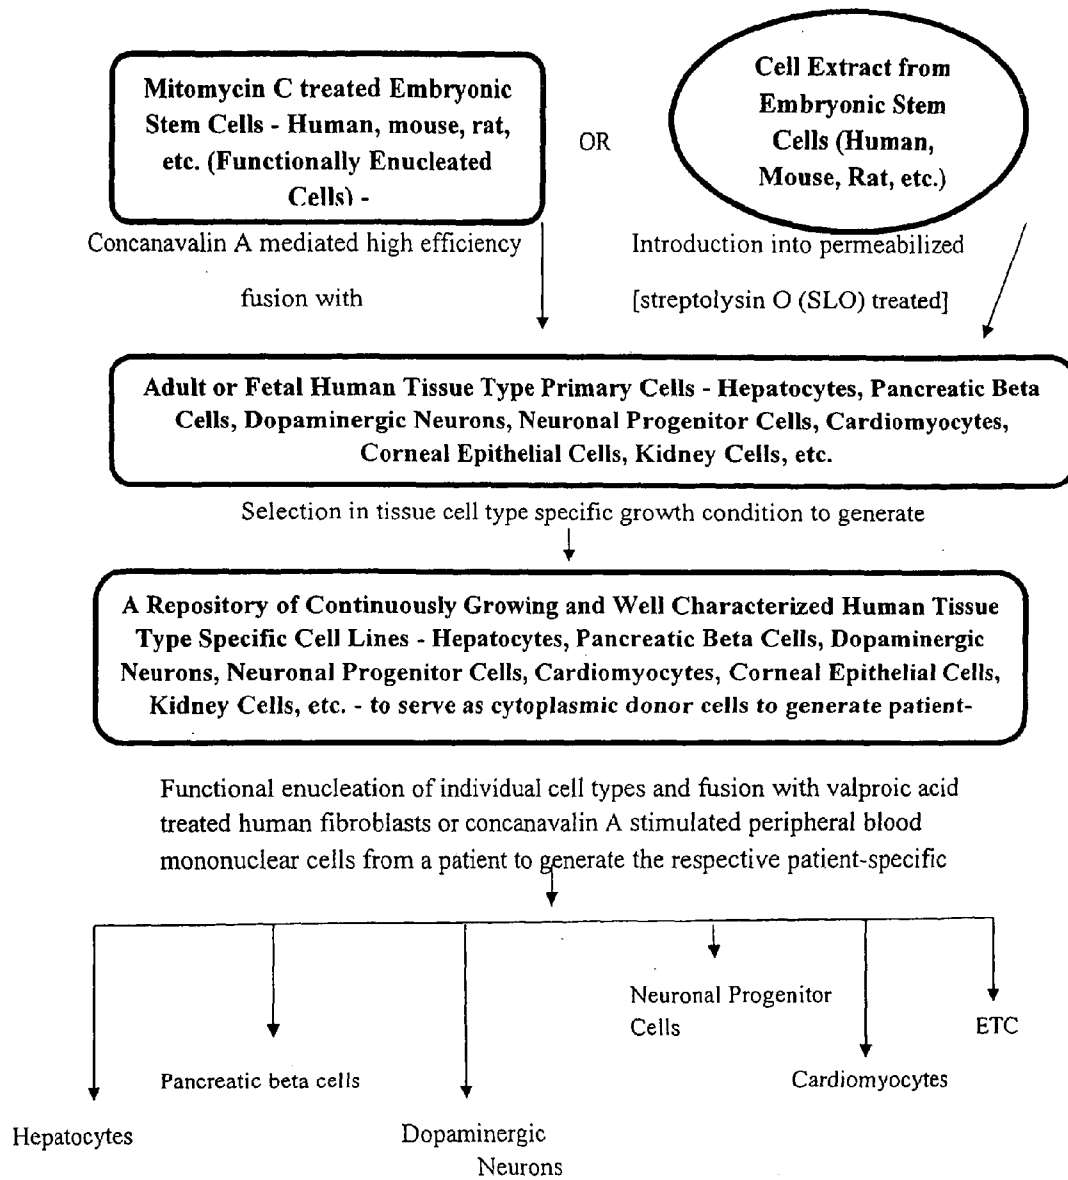 Mitomycin C treated Embryonic
Stem Cells - Human, mouse, rat,
etc. (Functionally Enucleated
Cells) -
OR
Cell Extract from
Embryonic Stem
Cells (Human,
Mouse, Rat, etc.)
Concanavalin A mediated high efficiency
fusion with
Introduction into permeabilized
[streptolysin O (SLO) treated]
Adult or Fetal Human Tissue Type Primary Cells - Hepatocytes, Pancreatic Beta
Cells, Dopaminergic Neurons, Neuronal Progenitor Cells, Cardiomyocytes,
Corneal Epithelial Cells, Kidney Cells, etc.
Selection in tissue cell type specific growth condition to generate
A Repository of Continuously Growing and Well Characterized Human Tissue
Type Specific Cell Lines - Hepatocytes, Pancreatic Beta Cells, Dopaminergic
Neurons, Neuronal Progenitor Cells, Cardiomyocytes, Corneal Epithelial Cells,
Kidney Cells, etc. - to serve as cytoplasmic donor cells to generate patient-
Functional enucleation of individual cell types and fusion with valproic acid
treated human fibroblasts or concanavalin A stimulated peripheral blood
mononuclear cells from a patient to generate the respective patient-specific
Neuronal Progenitor
Cells
ETC
Pancreatic beta cells
Cardiomyocytes
Hepatocytes
Dopaminergic
Neurons